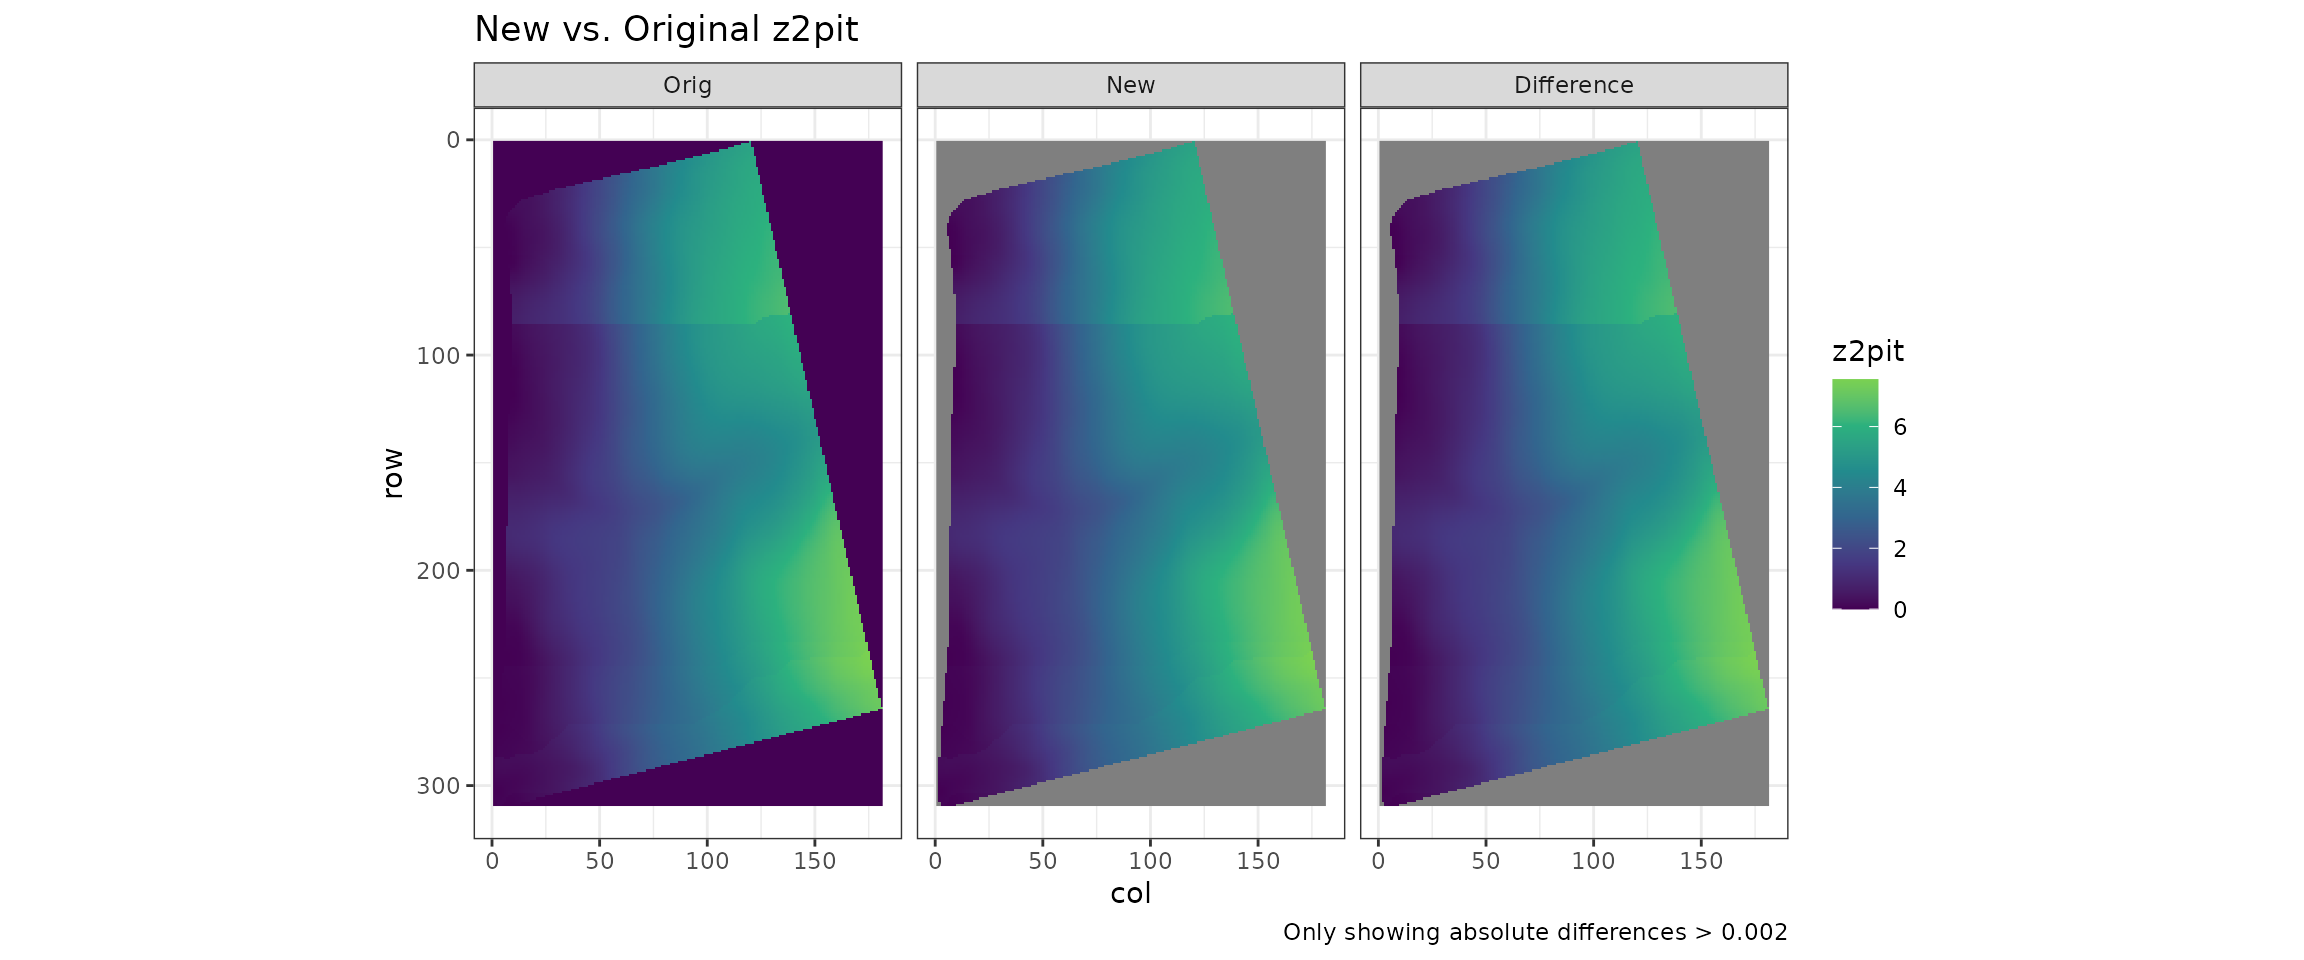 New vs. Original z2pit
Orig
New
Difference
0
100
200
300
row
0 50 100 150
0 50 100 150
0 50 100 150
col
z2pit
6
4
2
0
Only showing absolute differences > 0.002